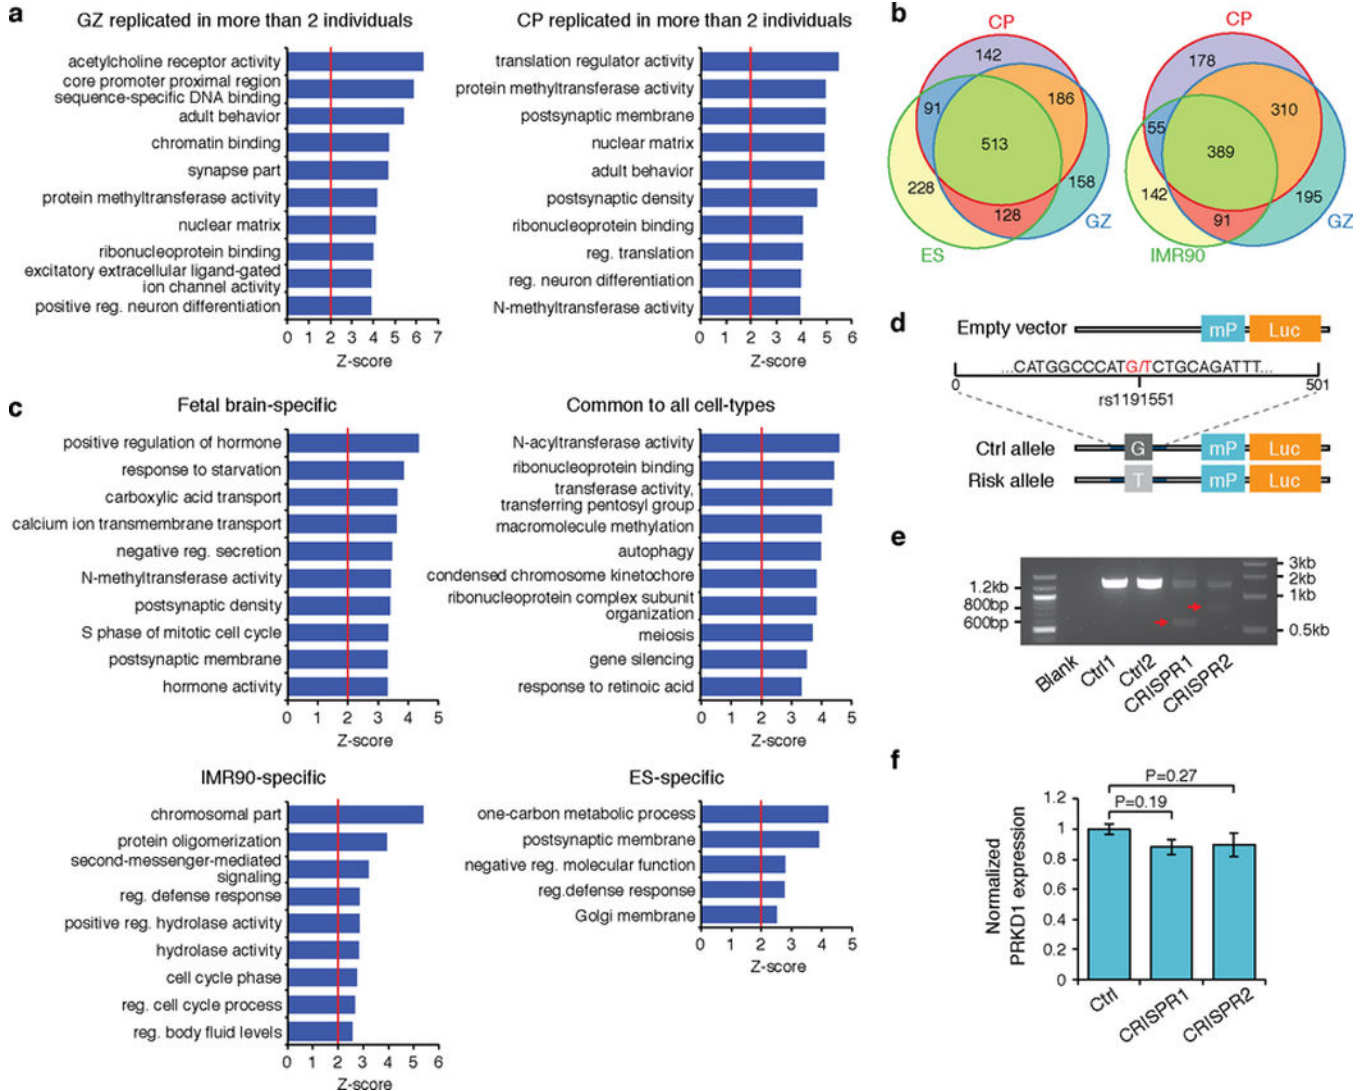 a
GZ replicated in more than 2 individuals
acetylcholine receptor activity
core promoter proximal region
sequence-specific DNA binding
adult behavior
chromatin binding
synapse part
protein methyltransferase activity
nuclear matrix
ribonucleoprotein binding
excitatory extracellular ligand-gated
ion channel activity
positive reg. neuron differentiation
0 1 2 3 4 5 6 7
Z-score
CP replicated in more than 2 individuals
translation regulator activity
protein methyltransferase activity
postsynaptic membrane
nuclear matrix
adult behavior
postsynaptic density
ribonucleoprotein binding
reg. translation
reg. neuron differentiation
N-methyltransferase activity
0 1 2 3 4 5 6
Z-score
b
CP
142
91
186
513
228
158
128
ES
GZ
CP
178
310
55
389
142
195
91
IMR90
GZ
c
Fetal brain-specific
positive regulation of hormone
response to starvation
carboxylic acid transport
calcium ion transmembrane transport
negative reg. secretion
N-methyltransferase activity
postsynaptic density
S phase of mitotic cell cycle
postsynaptic membrane
hormone activity
0 1 2 3 4 5
Z-score
Common to all cell-types
N-acyltransferase activity
ribonucleoprotein binding
transferase activity,
transferring pentosyl group
macromolecule methylation
autophagy
condensed chromosome kinetochore
ribonucleoprotein complex subunit
organization
meiosis
gene silencing
response to retinoic acid
0 1 2 3 4 5
Z-score
IMR90-specific
chromosomal part
protein oligomerization
second-messenger-mediated
signaling
reg. defense response
positive reg. hydrolase activity
hydrolase activity
cell cycle phase
reg. cell cycle process
reg. body fluid levels
0 1 2 3 4 5 6
Z-score
ES-specific
one-carbon metabolic process
postsynaptic membrane
negative reg. molecular function
reg.defense response
Golgi membrane
0 1 2 3 4 5
Z-score
d
Empty vector mP Luc
...CATGGCCCATG/TCTGCAGATTT...
0 501
rs1191551
Ctrl allele G mP Luc
Risk allele T mP Luc
e
1.2kb
800bp
600bp
3kb
2kb
1kb
0.5kb
Blank
Ctrl1
Ctrl2
CRISPR1
CRISPR2
f
P=0.27
P=0.19
Normalized
PRKD1 expression
1.2
1
0.8
0.6
0.4
0.2
0
Ctrl
CRISPR1
CRISPR2